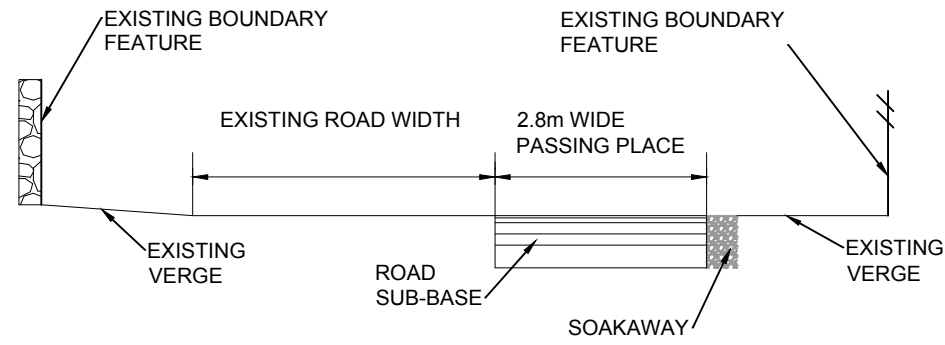 EXISTING BOUNDARY
FEATURE
EXISTING BOUNDARY
FEATURE
EXISTING ROAD WIDTH
2.8m WIDE
PASSING PLACE
EXISTING
VERGE
ROAD
SUB-BASE
SOAKAWAY
EXISTING
VERGE